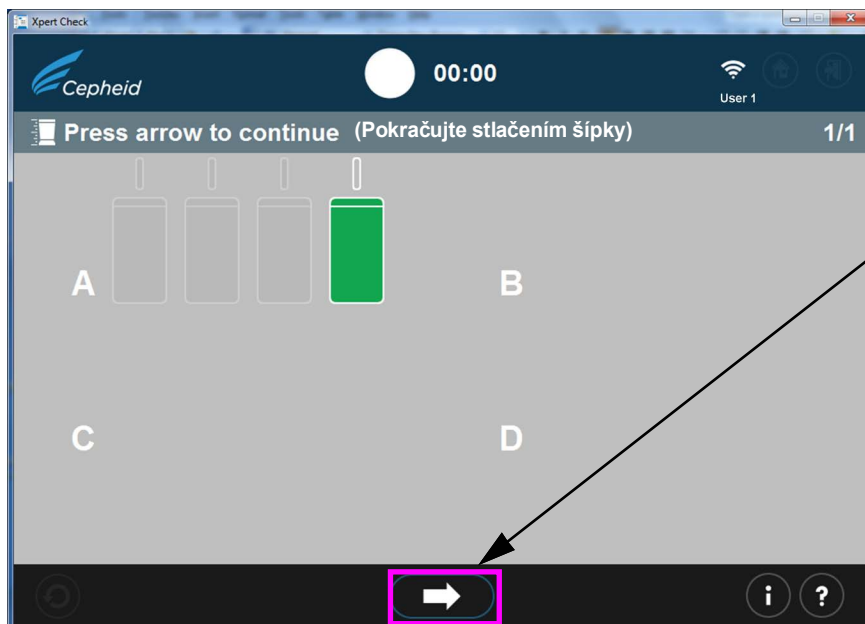 Xpert Check
Cepheid
00:00
User 1
Press arrow to continue (Pokračujte stlačením šípky) 1/1
A
B
C
D
i ?